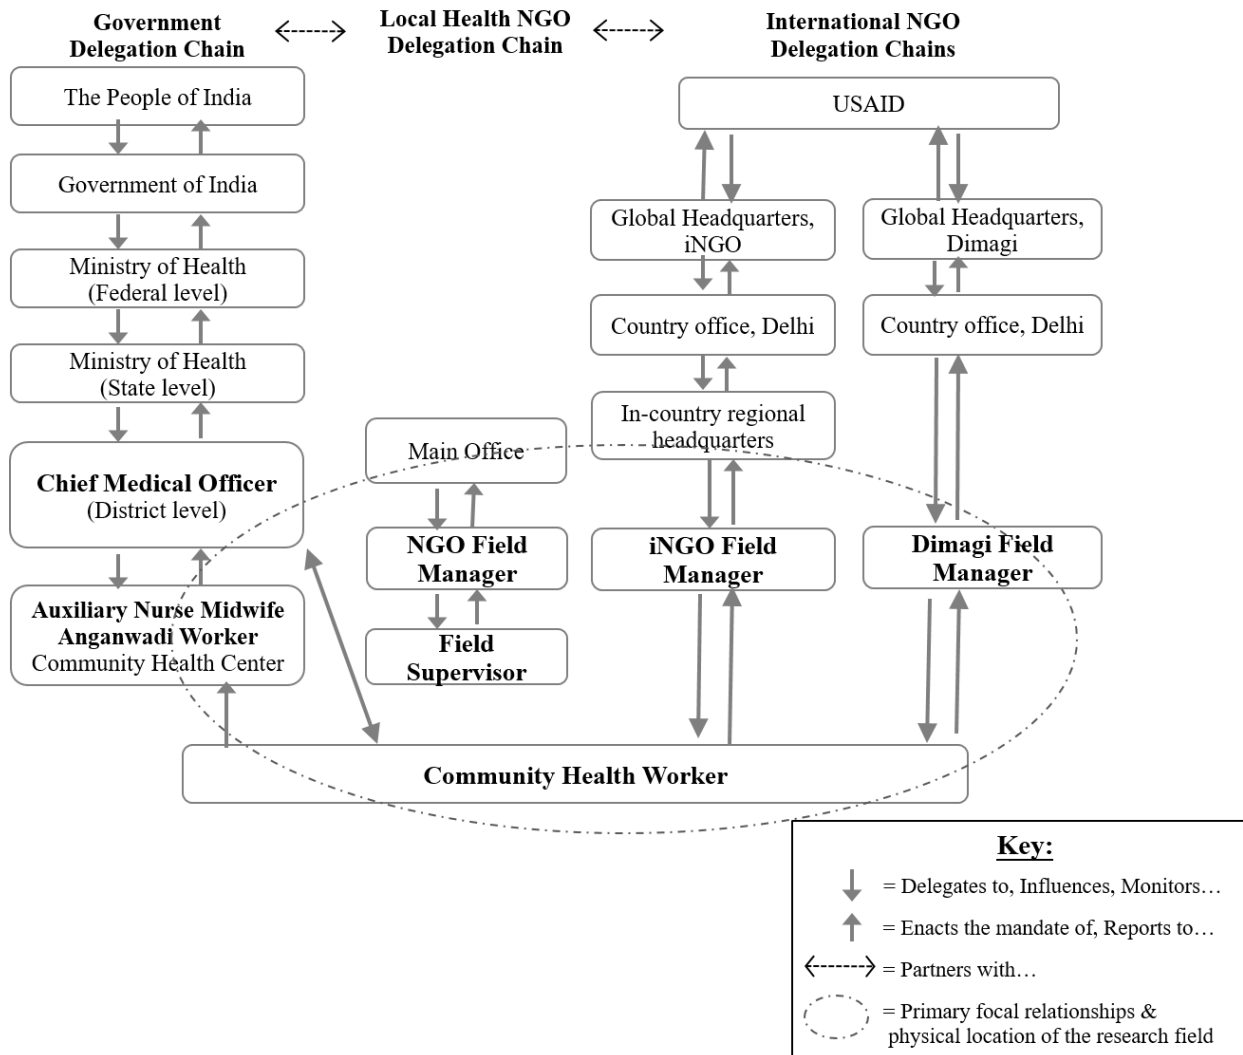 Government
Delegation Chain
Local Health NGO
Delegation Chain
International NGO
Delegation Chains
The People of India
Government of India
Ministry of Health
(Federal level)
Ministry of Health
(State level)
Chief Medical Officer
(District level)
Auxiliary Nurse Midwife
Anganwadi Worker
Community Health Center
Main Office
NGO Field
Manager
Field
Supervisor
USAID
Global Headquarters,
iNGO
Country office, Delhi
In-country regional
headquarters
iNGO Field
Manager
Global Headquarters,
Dimagi
Country office, Delhi
Dimagi Field
Manager
Community Health Worker
Key:
= Delegates to, Influences, Monitors…
= Enacts the mandate of, Reports to…
= Partners with…
= Primary focal relationships &
physical location of the research field